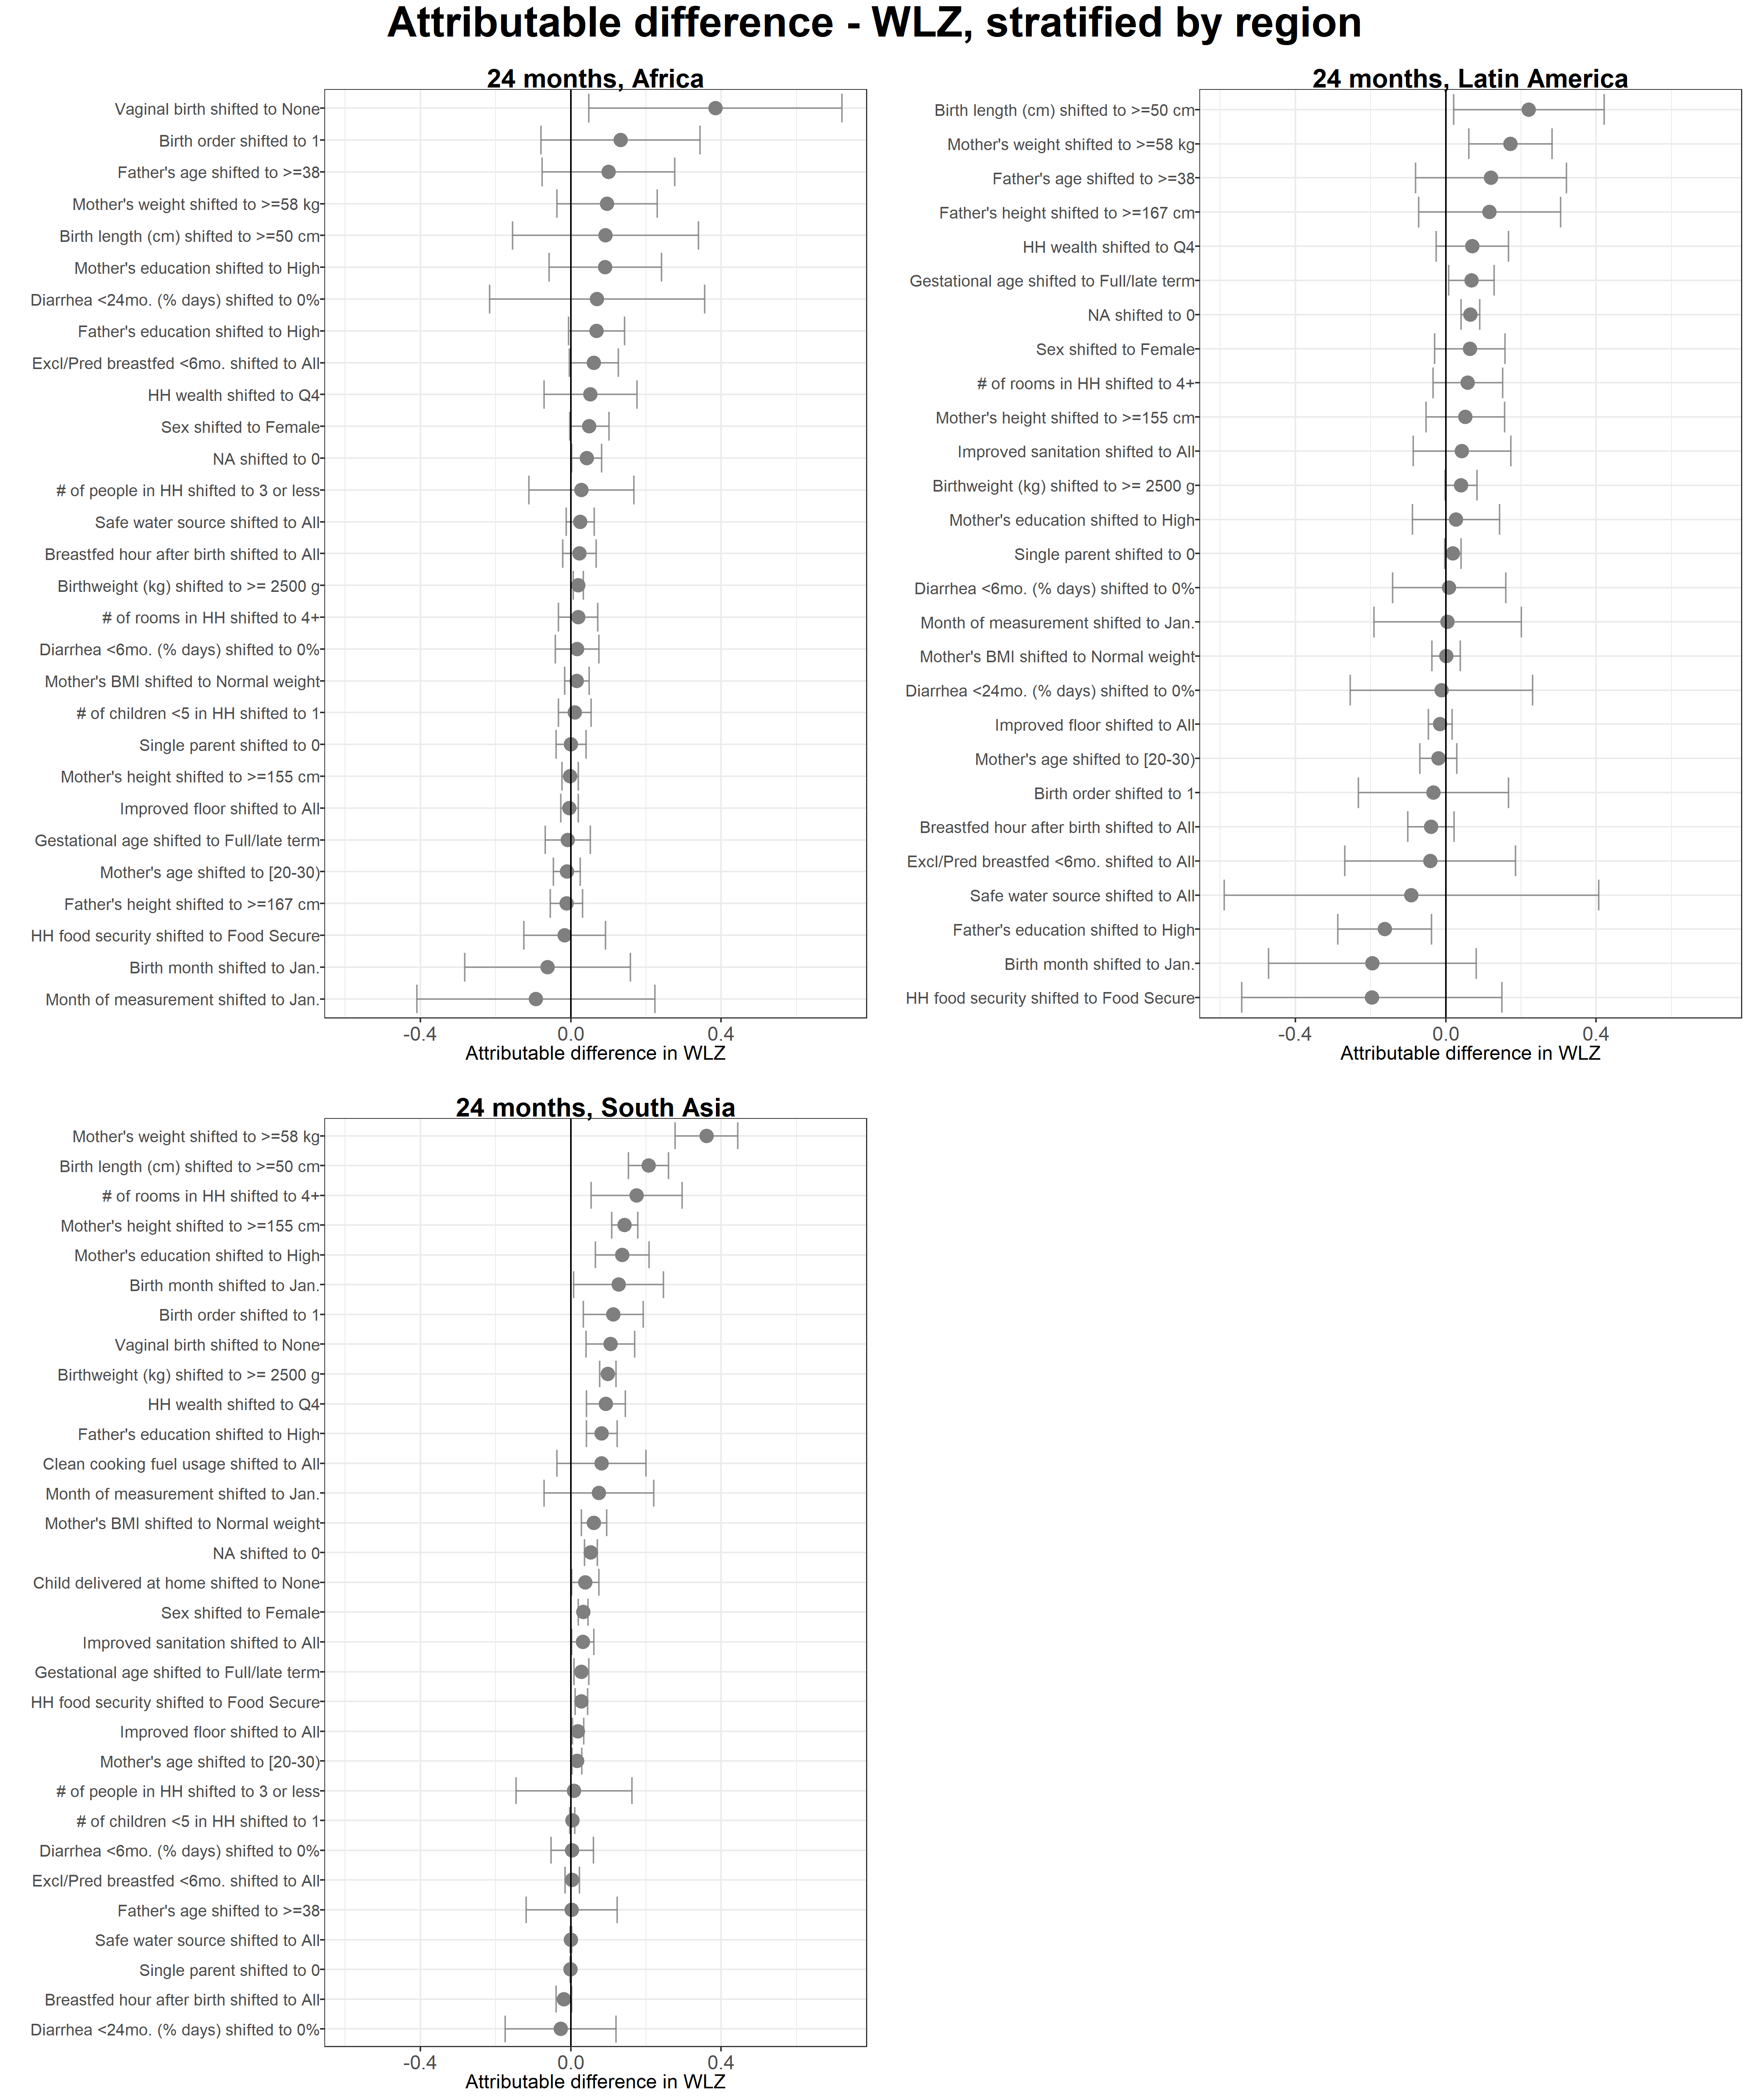 Attributable difference - WLZ, stratified by region
24 months, Africa
Vaginal birth shifted to None
Birth order shifted to 1
Father's age shifted to >=38
Mother's weight shifted to >=58 kg
Birth length (cm) shifted to >=50 cm
Mother's education shifted to High
Diarrhea <24mo. (% days) shifted to 0%
Father's education shifted to High
Excl/Pred breastfed <6mo. shifted to All
HH wealth shifted to Q4
Sex shifted to Female
NA shifted to 0
# of people in HH shifted to 3 or less
Safe water source shifted to All
Breastfed hour after birth shifted to All
Birthweight (kg) shifted to >= 2500 g
# of rooms in HH shifted to 4+
Diarrhea <6mo. (% days) shifted to 0%
Mother's BMI shifted to Normal weight
# of children <5 in HH shifted to 1
Single parent shifted to 0
Mother's height shifted to >=155 cm
Improved floor shifted to All
Gestational age shifted to Full/late term
Mother's age shifted to [20-30)
Father's height shifted to >=167 cm
HH food security shifted to Food Secure
Birth month shifted to Jan.
Month of measurement shifted to Jan.
-0.4 0.0 0.4
Attributable difference in WLZ
24 months, Latin America
Birth length (cm) shifted to >=50 cm
Mother's weight shifted to >=58 kg
Father's age shifted to >=38
Father's height shifted to >=167 cm
HH wealth shifted to Q4
Gestational age shifted to Full/late term
NA shifted to 0
Sex shifted to Female
# of rooms in HH shifted to 4+
Mother's height shifted to >=155 cm
Improved sanitation shifted to All
Birthweight (kg) shifted to >= 2500 g
Mother's education shifted to High
Single parent shifted to 0
Diarrhea <6mo. (% days) shifted to 0%
Month of measurement shifted to Jan.
Mother's BMI shifted to Normal weight
Diarrhea <24mo. (% days) shifted to 0%
Improved floor shifted to All
Mother's age shifted to [20-30)
Birth order shifted to 1
Breastfed hour after birth shifted to All
Excl/Pred breastfed <6mo. shifted to All
Safe water source shifted to All
Father's education shifted to High
Birth month shifted to Jan.
HH food security shifted to Food Secure
-0.4 0.0 0.4
Attributable difference in WLZ
24 months, South Asia
Mother's weight shifted to >=58 kg
Birth length (cm) shifted to >=50 cm
# of rooms in HH shifted to 4+
Mother's height shifted to >=155 cm
Mother's education shifted to High
Birth month shifted to Jan.
Birth order shifted to 1
Vaginal birth shifted to None
Birthweight (kg) shifted to >= 2500 g
HH wealth shifted to Q4
Father's education shifted to High
Clean cooking fuel usage shifted to All
Month of measurement shifted to Jan.
Mother's BMI shifted to Normal weight
NA shifted to 0
Child delivered at home shifted to None
Sex shifted to Female
Improved sanitation shifted to All
Gestational age shifted to Full/late term
HH food security shifted to Food Secure
Improved floor shifted to All
Mother's age shifted to [20-30)
# of people in HH shifted to 3 or less
# of children <5 in HH shifted to 1
Diarrhea <6mo. (% days) shifted to 0%
Excl/Pred breastfed <6mo. shifted to All
Father's age shifted to >=38
Safe water source shifted to All
Single parent shifted to 0
Breastfed hour after birth shifted to All
Diarrhea <24mo. (% days) shifted to 0%
-0.4 0.0 0.4
Attributable difference in WLZ